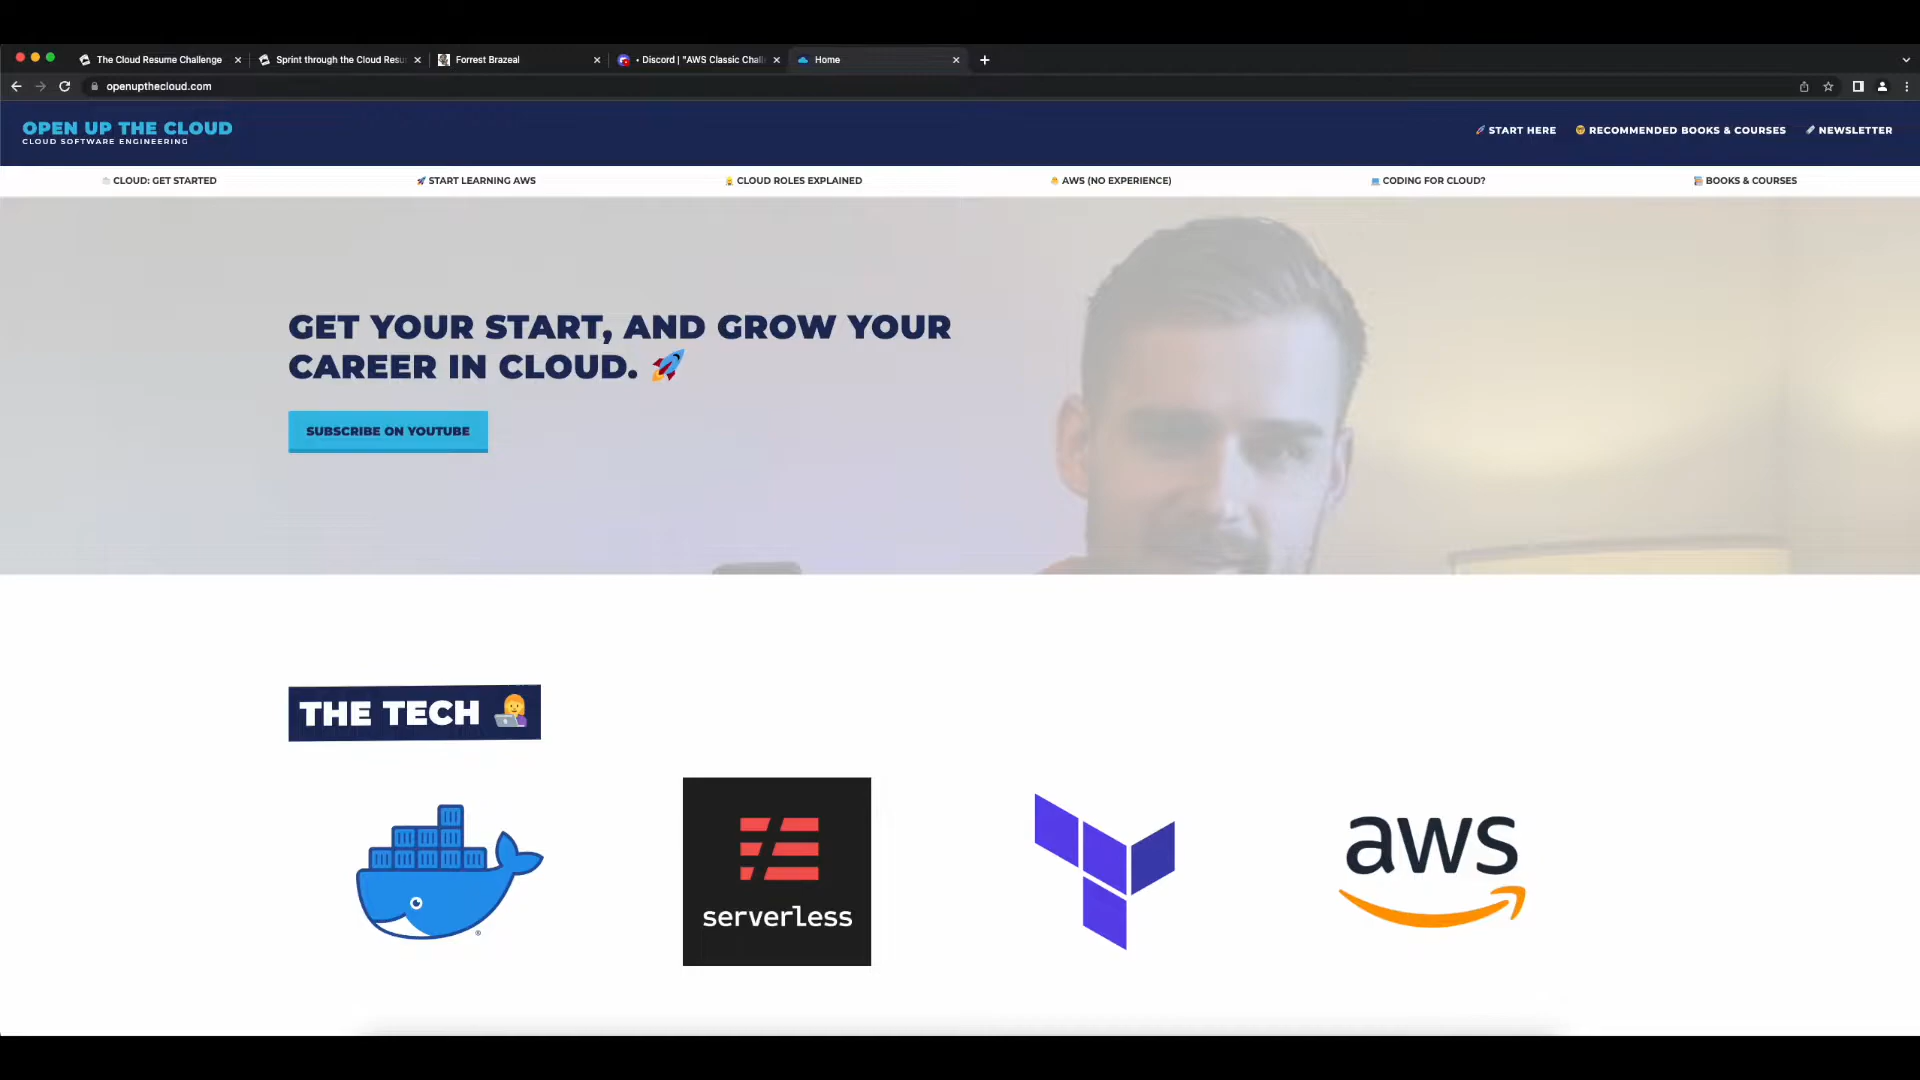 The Cloud Resume Challenge
Sprint through the Cloud Resu
Forrest Brazeal
• Discord | "AWS Classic Chall
Home
openupthecloud.com
OPEN UP THE CLOUD
CLOUD SOFTWARE ENGINEERING
START HERE
RECOMMENDED BOOKS & COURSES
NEWSLETTER
CLOUD: GET STARTED
START LEARNING AWS
CLOUD ROLES EXPLAINED
AWS (NO EXPERIENCE)
CODING FOR CLOUD?
BOOKS & COURSES
GET YOUR START, AND GROW YOUR
CAREER IN CLOUD. 🚀
SUBSCRIBE ON YOUTUBE
THE TECH
serverless
aws